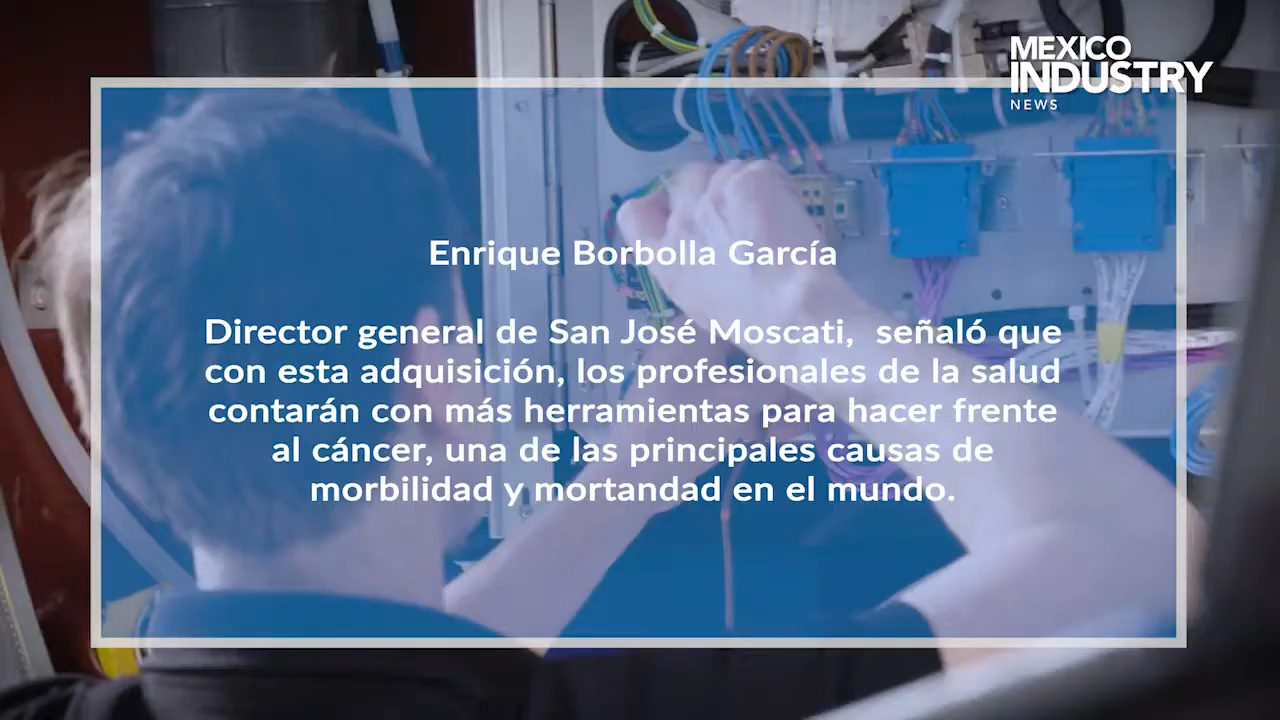 MEXICO
INDUSTRY
NEWS
Enrique Borbolla García
Director general de San José Moscati,  señaló que
con esta adquisición, los profesionales de la salud
contarán con más herramientas para hacer frente
al cáncer, una de las principales causas de
morbilidad y mortandad en el mundo.